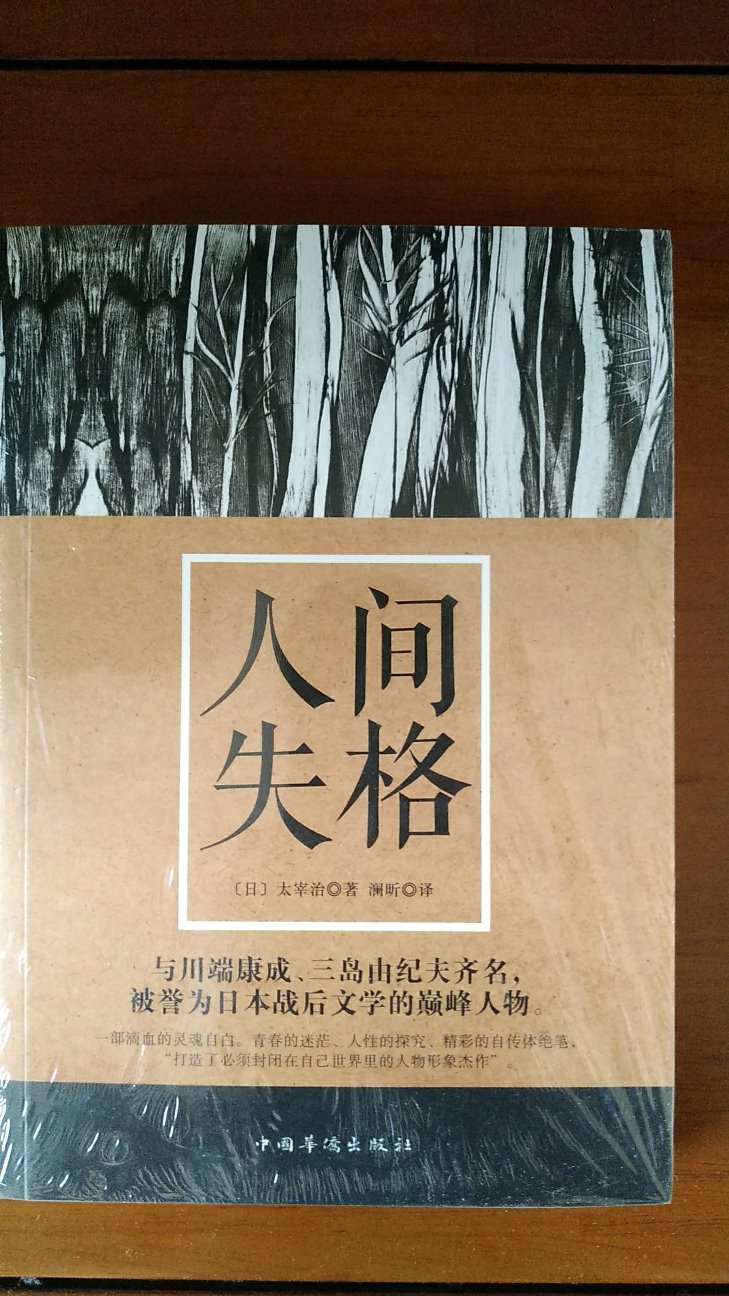 人间
失格
〔日〕太宰治◎著 澜昕◎译
与川端康成、三岛由纪夫齐名，
被誉为日本战后文学的巅峰人物。
一部滴血的灵魂自白。青春的迷茫、人性的探究、精彩的自传体绝笔，
“打造了必须封闭在自己世界里的人物形象杰作”。
中国华侨出版社